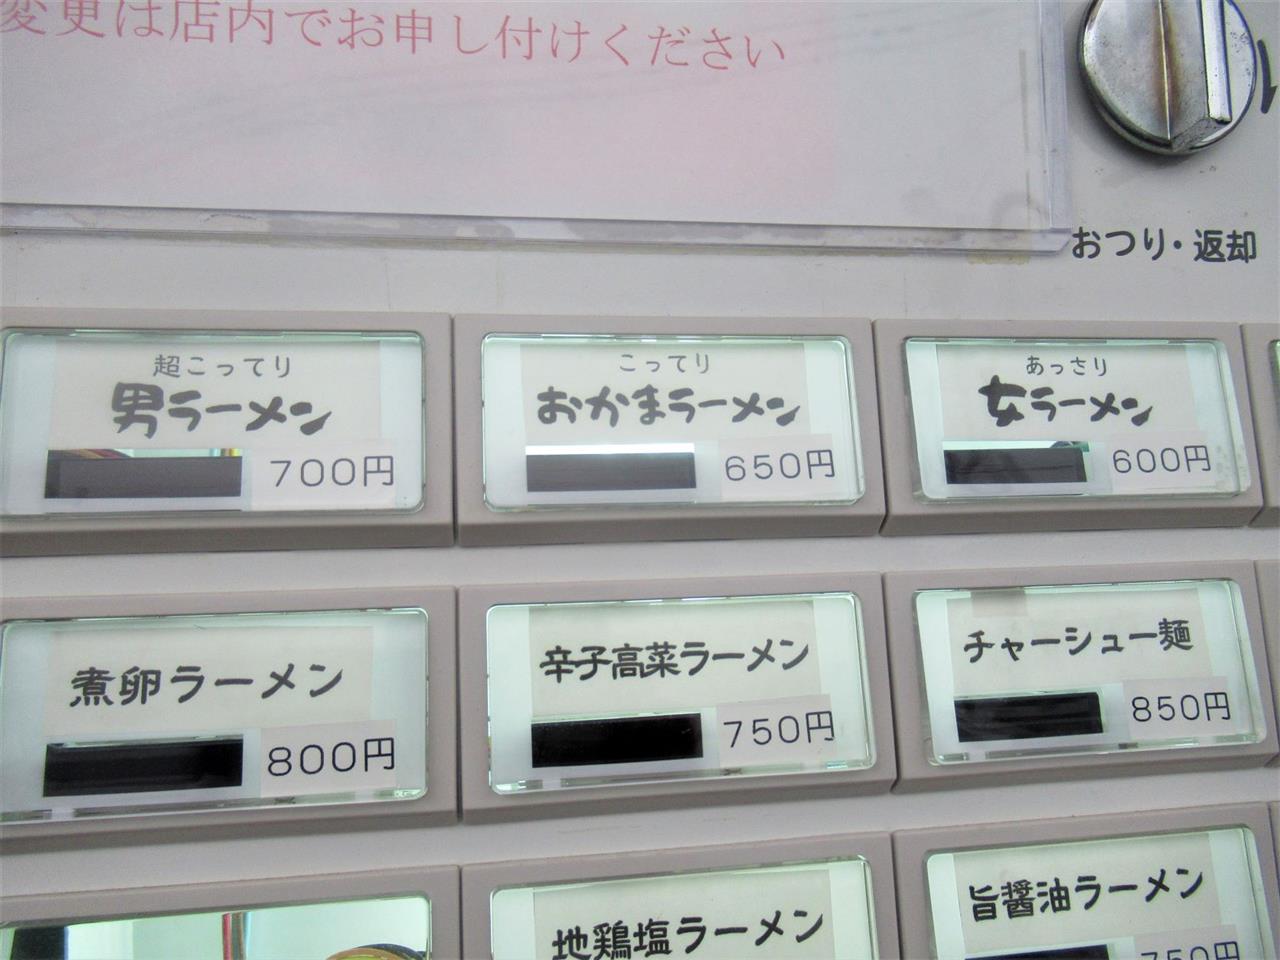 変更は店内でお申し付けください
おつり・返却
超こってり
男ラーメン
700円
こってり
おかまラーメン
650円
あっさり
女ラーメン
600円
煮卵ラーメン
800円
辛子高菜ラーメン
750円
チャーシュー麺
850円
地鶏塩ラーメン
旨醤油ラーメン
750円